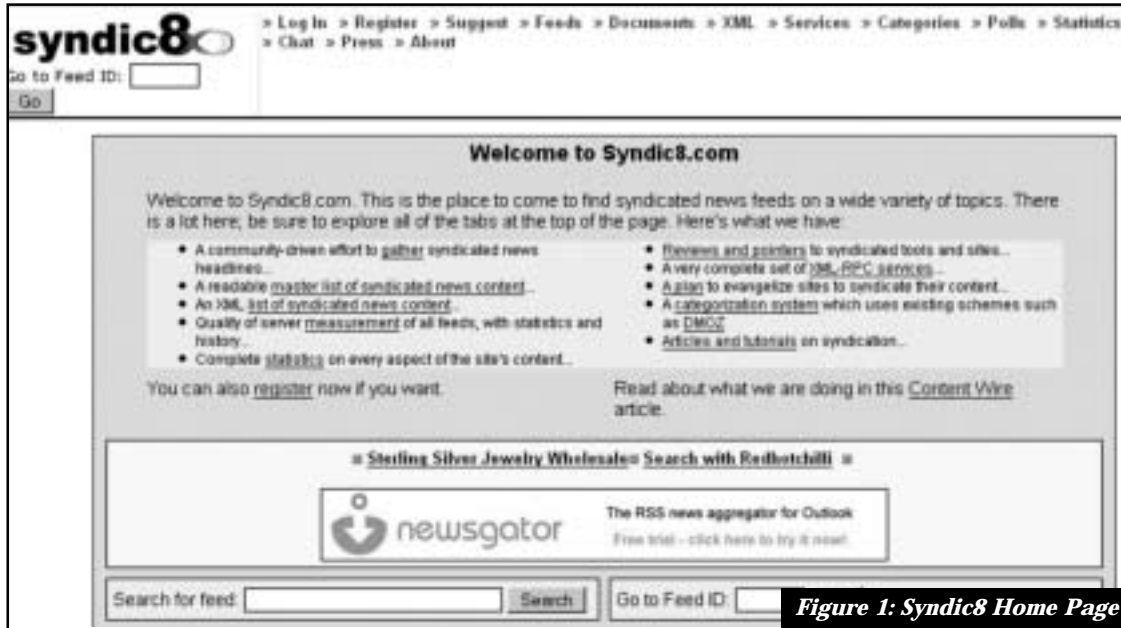 syndic8
» Log In » Register » Suggest » Feeds » Documents » XML » Services » Categories » Polls » Statistics
» Chat » Press » About
Go to Feed ID:
Go
Welcome to Syndic8.com
Welcome to Syndic8.com. This is the place to come to find syndicated news feeds on a wide variety of topics. There
is a lot here; be sure to explore all of the tabs at the top of the page. Here's what we have:
• A community-driven effort to gather syndicated news
headlines...
• A readable master list of syndicated news content...
• An XML list of syndicated news content...
• Quality of server measurement of all feeds, with statistics and
history...
• Complete statistics on every aspect of the site's content...
• Reviews and pointers to syndicated tools and sites...
• A very complete set of XML-RPC services...
• A plan to evangelize sites to syndicate their content...
• A categorization system which uses existing schemes such
as DMOZ
• Articles and tutorials on syndication...
You can also register now if you want.
Read about what we are doing in this Content Wire
article.
Sterling Silver Jewelry Wholesale Search with Redhotchilli
newsgator
The RSS news aggregator for Outlook
Free trial - click here to try it now!
Search for feed: Search
Go to Feed ID:
Figure 1: Syndic8 Home Page